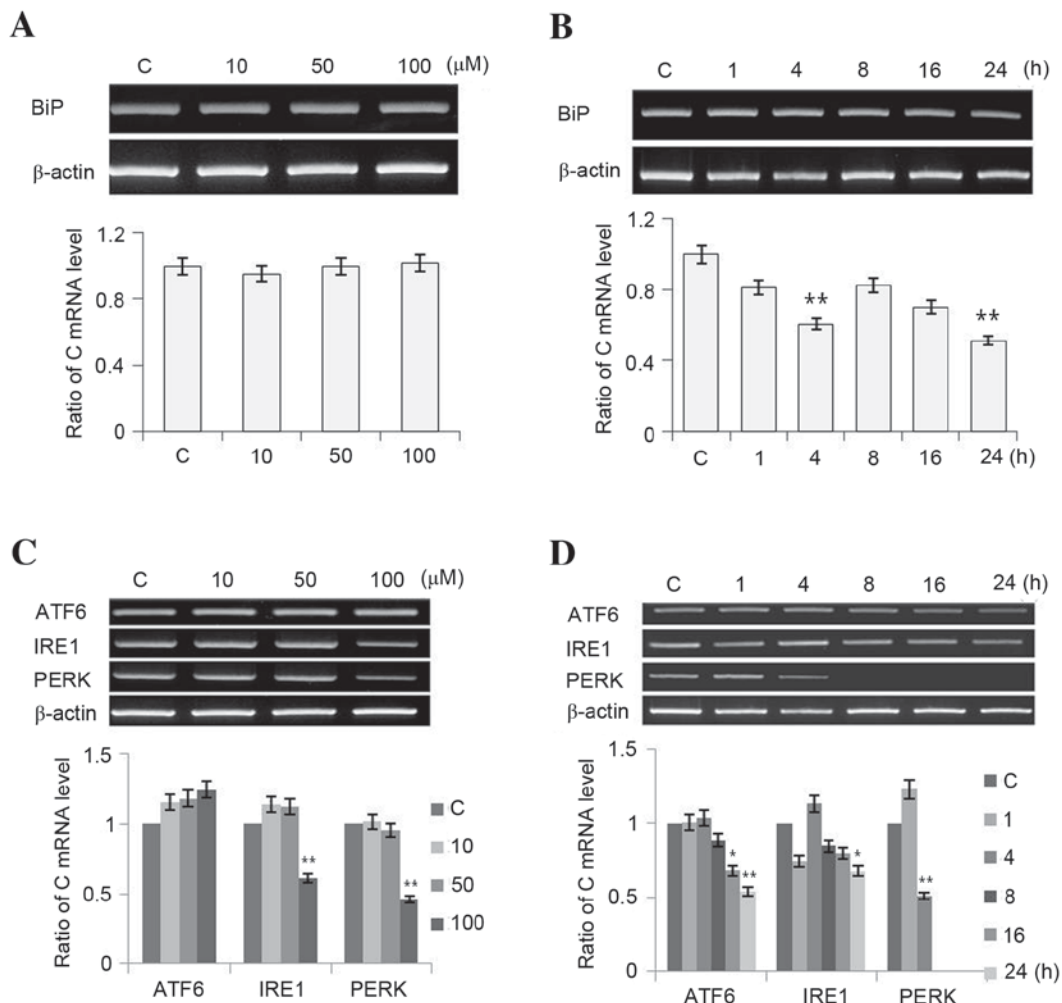 A
C 10 50 100 (μM)
BiP
β-actin
Ratio of C mRNA level
1.2
0.8
0.4
0
C 10 50 100
B
C 1 4 8 16 24 (h)
BiP
β-actin
Ratio of C mRNA level
1.2
0.8
0.4
0
** **
C 1 4 8 16 24 (h)
C
C 10 50 100 (μM)
ATF6
IRE1
PERK
β-actin
Ratio of C mRNA level
1.5
1
0.5
0
** **
ATF6 IRE1 PERK
C
10
50
100
D
C 1 4 8 16 24 (h)
ATF6
IRE1
PERK
β-actin
Ratio of C mRNA level
1.5
1
0.5
0
* ** * **
ATF6 IRE1 PERK
C
1
4
8
16
24 (h)